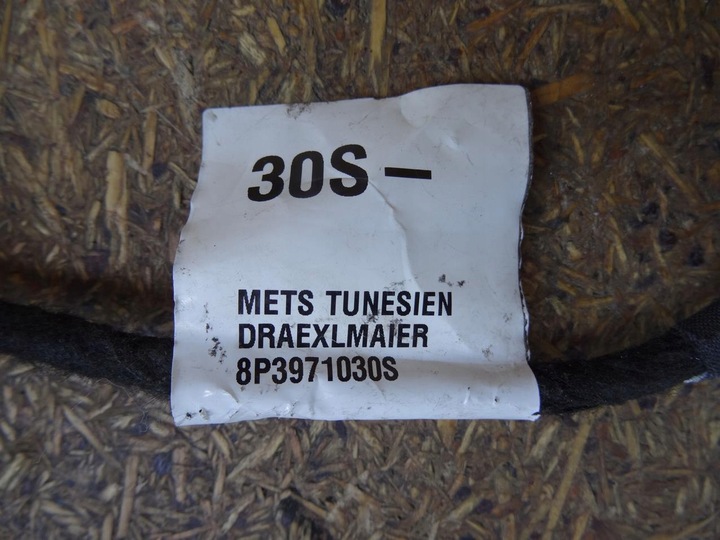 30S –
METS TUNESIEN
DRAEXLMAIER
8P3971030S